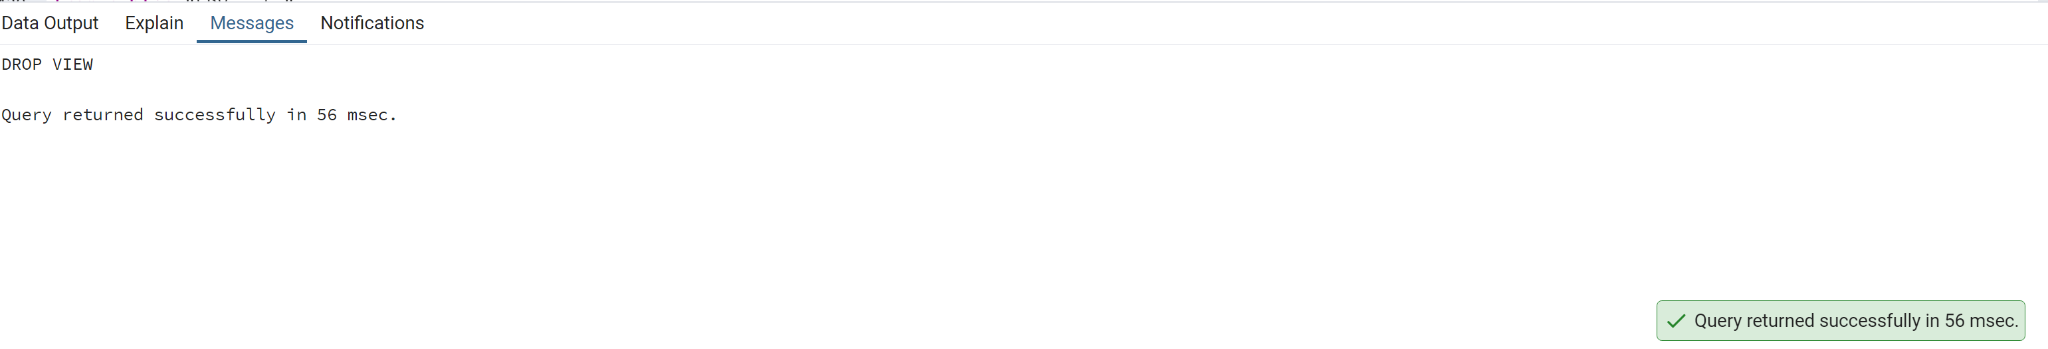 Data Output Explain Messages Notifications
DROP VIEW
Query returned successfully in 56 msec.
Query returned successfully in 56 msec.